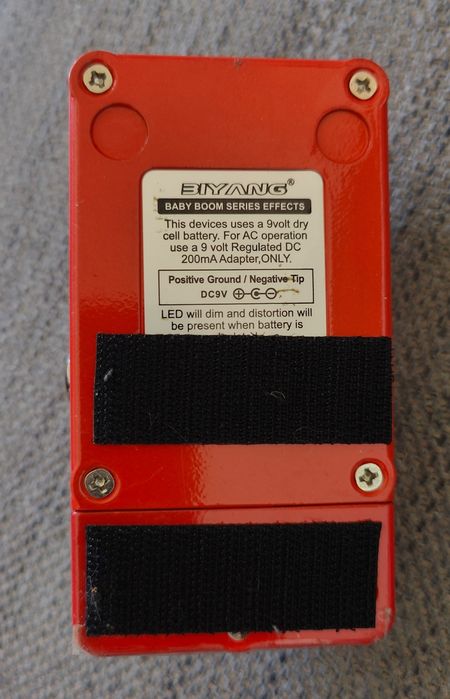 BIYANG®
BABY BOOM SERIES EFFECTS
This devices uses a 9volt dry
cell battery. For AC operation
use a 9 volt Regulated DC
200mA Adapter,ONLY.
Positive Ground / Negative Tip
DC9V
LED will dim and distortion will
be present when battery is